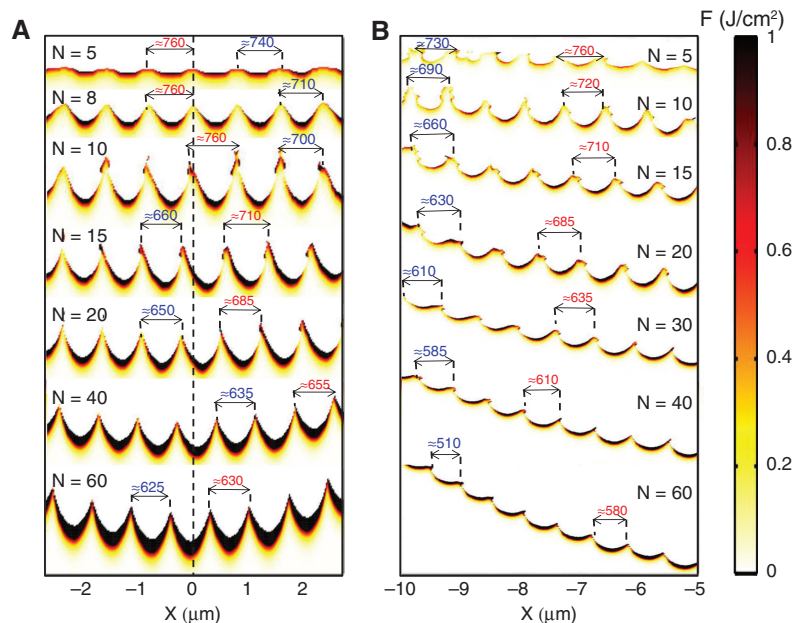 A
B
F (J/cm²)
N = 5
≈760
≈740
N = 8
≈760
≈710
N = 10
≈760
≈700
N = 15
≈660
≈710
N = 20
≈650
≈685
N = 40
≈635
≈655
N = 60
≈625
≈630
−2 −1 0 1 2
X (μm)
≈730
≈760
N = 5
≈690
≈720
N = 10
≈660
≈710
N = 15
≈630
≈685
N = 20
≈610
≈635
N = 30
≈585
≈610
N = 40
≈510
≈580
N = 60
−10 −9 −8 −7 −6 −5
X (μm)
1
0.8
0.6
0.4
0.2
0